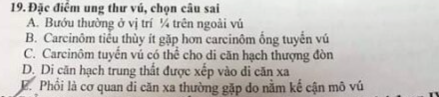 19. Đặc điểm ung thư vú, chọn câu sai
A. Bướu thường ở vị trí ¼ trên ngoài vú
B. Carcinôm tiểu thùy ít gặp hơn carcinôm ống tuyến vú
C. Carcinôm tuyến vú có thể cho di căn hạch thượng đòn
D. Di căn hạch trung thất được xếp vào di căn xa
E. Phổi là cơ quan di căn xa thường gặp do nằm kế cận mô vú